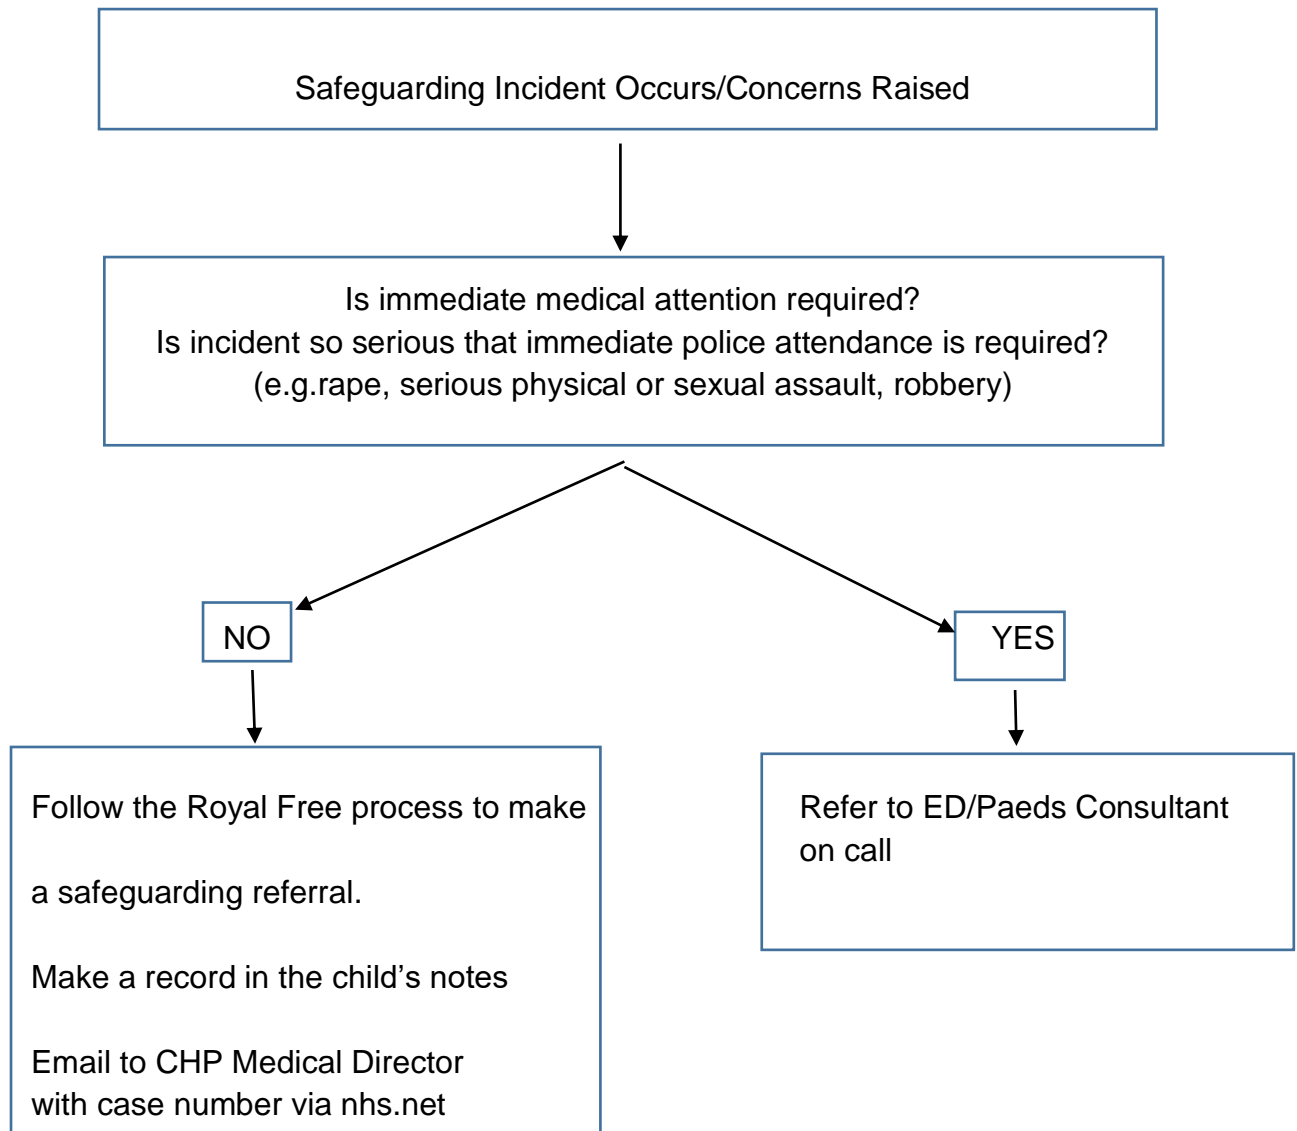 Safeguarding Incident Occurs/Concerns Raised
Is immediate medical attention required?
Is incident so serious that immediate police attendance is required?
(e.g.rape, serious physical or sexual assault, robbery)
NO
YES
Follow the Royal Free process to make
a safeguarding referral.
Make a record in the child’s notes
Email to CHP Medical Director
with case number via nhs.net
Refer to ED/Paeds Consultant
on call